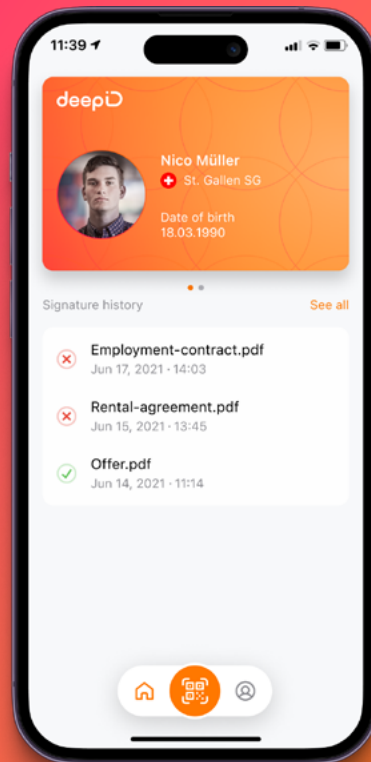 11:39
deepiD
Nico Müller
St. Gallen SG
Date of birth
18.03.1990
Signature history
See all
Employment-contract.pdf
Jun 17, 2021 · 14:03
Rental-agreement.pdf
Jun 15, 2021 · 13:45
Offer.pdf
Jun 14, 2021 · 11:14